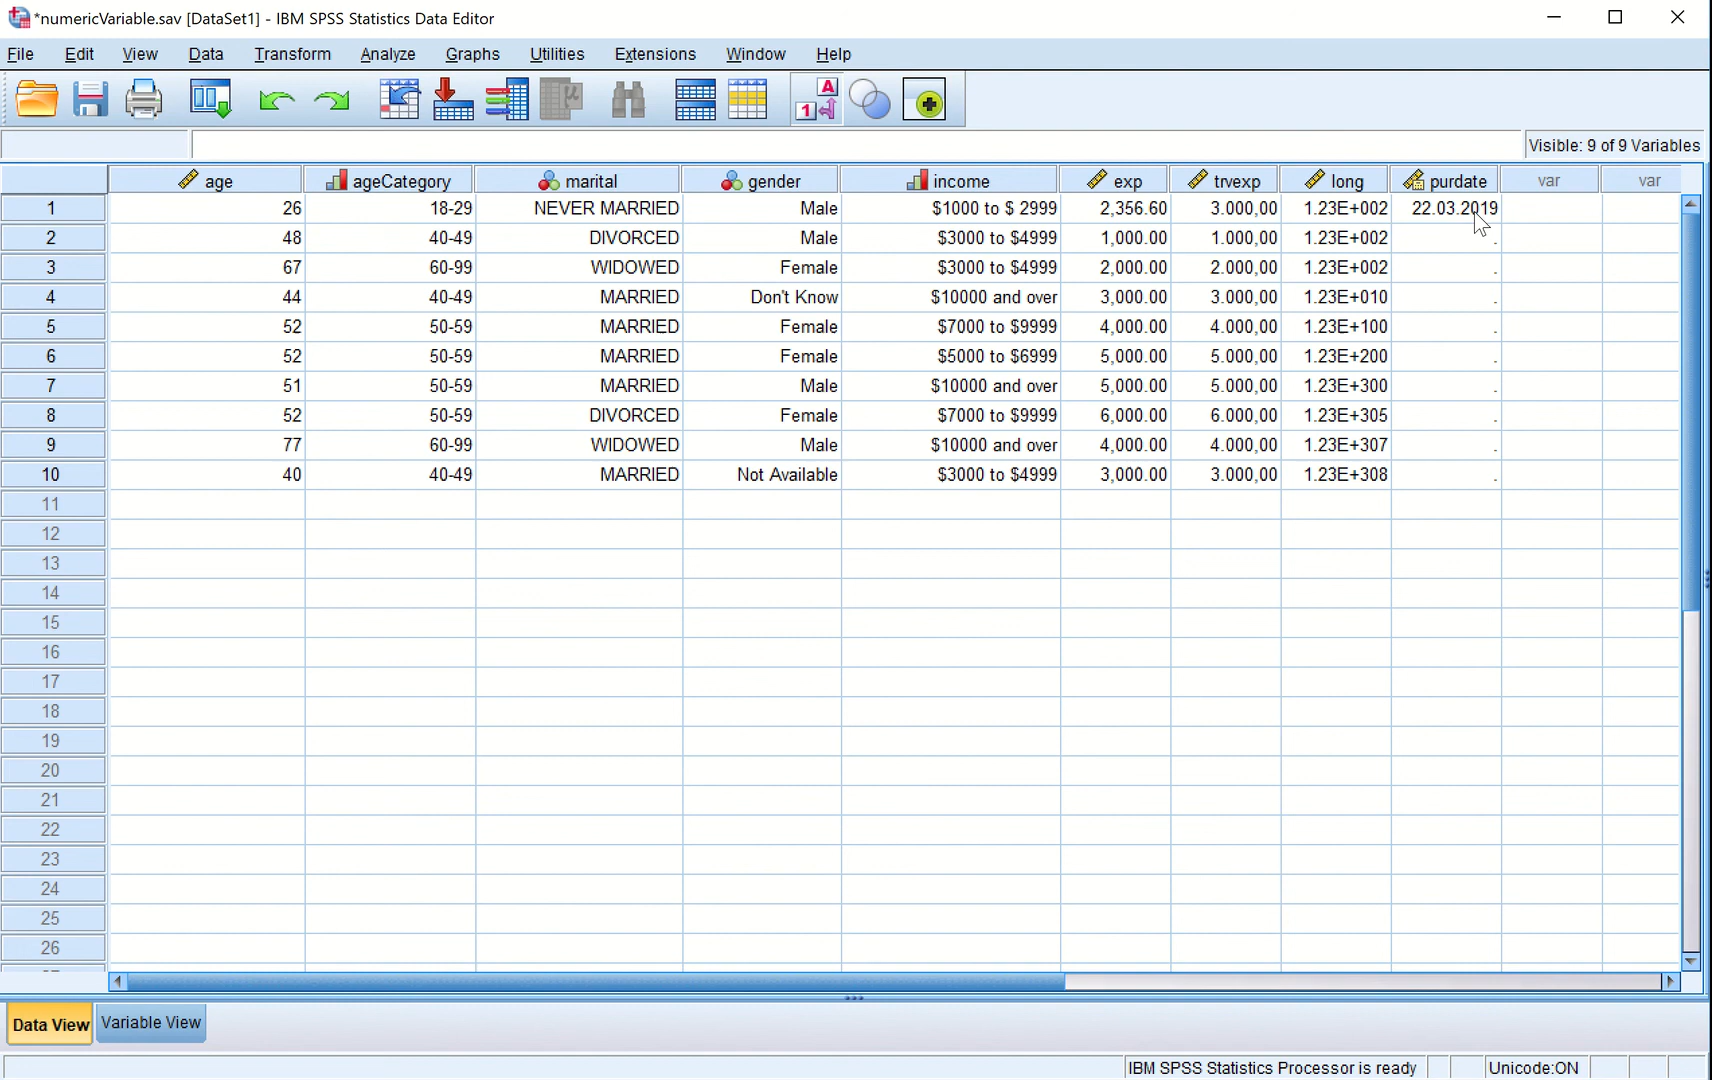 *numericVariable.sav [DataSet1] - IBM SPSS Statistics Data Editor
File Edit View Data Transform Analyze Graphs Utilities Extensions Window Help
A
1
Visible: 9 of 9 Variables
age ageCategory marital gender income exp trvexp long purdate var var
1 26 18-29 NEVER MARRIED Male $1000 to $ 2999 2,356.60 3.000,00 1.23E+002 22.03.2019
2 48 40-49 DIVORCED Male $3000 to $4999 1,000.00 1.000,00 1.23E+002 .
3 67 60-99 WIDOWED Female $3000 to $4999 2,000.00 2.000,00 1.23E+002 .
4 44 40-49 MARRIED Don't Know $10000 and over 3,000.00 3.000,00 1.23E+010 .
5 52 50-59 MARRIED Female $7000 to $9999 4,000.00 4.000,00 1.23E+100 .
6 52 50-59 MARRIED Female $5000 to $6999 5,000.00 5.000,00 1.23E+200 .
7 51 50-59 MARRIED Male $10000 and over 5,000.00 5.000,00 1.23E+300 .
8 52 50-59 DIVORCED Female $7000 to $9999 6,000.00 6.000,00 1.23E+305 .
9 77 60-99 WIDOWED Male $10000 and over 4,000.00 4.000,00 1.23E+307 .
10 40 40-49 MARRIED Not Available $3000 to $4999 3,000.00 3.000,00 1.23E+308 .
11
12
13
14
15
16
17
18
19
20
21
22
23
24
25
26
Data View Variable View
IBM SPSS Statistics Processor is ready Unicode:ON